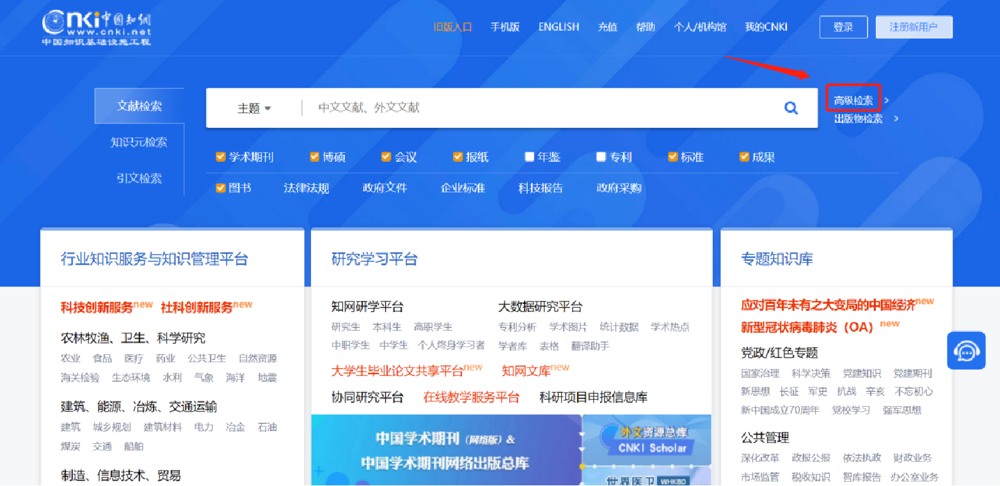 cnki中国知网
www.cnki.net
中国知识基础设施工程
旧版入口 手机版 ENGLISH 充值 帮助 个人/机构馆 我的CNKI 登录 注册新用户
文献检索
知识元检索
引文检索
主题 中文文献、外文文献
高级检索 >
出版物检索 >
学术期刊 博硕 会议 报纸 年鉴 专利 标准 成果
图书 法律法规 政府文件 企业标准 科技报告 政府采购
行业知识服务与知识管理平台
科技创新服务new 社科创新服务new
农林牧渔、卫生、科学研究
农业 食品 医疗 药业 公共卫生 自然资源
海关检验 生态环境 水利 气象 海洋 地震
建筑、能源、冶炼、交通运输
建筑 城乡规划 建筑材料 电力 冶金 石油
煤炭 交通 船舶
制造、信息技术、贸易
研究学习平台
知网研学平台
研究生 本科生 高职学生
中职学生 中学生 个人终身学习者
大数据研究平台
专利分析 学术图片 统计数据 学术热点
学者库 表格 翻译助手
大学生毕业论文共享平台new 知网文库new
协同研究平台 在线教学服务平台 科研项目申报信息库
中国学术期刊（网络版）&
中国学术期刊网络出版总库
外文资源总库
CNKI Scholar
世界医卫 WHKBD
专题知识库
应对百年未有之大变局的中国经济new
新型冠状病毒肺炎（OA）new
党政/红色专题
国家治理 科学决策 党建知识 党建期刊
新思想 长征 军史 抗战 辛亥 不忘初心
新中国成立70周年 党校学习 强军思想
公共管理
深化改革 政报公报 依法执政 财政业务
市场监管 税收知识 智库报告 办公室业务